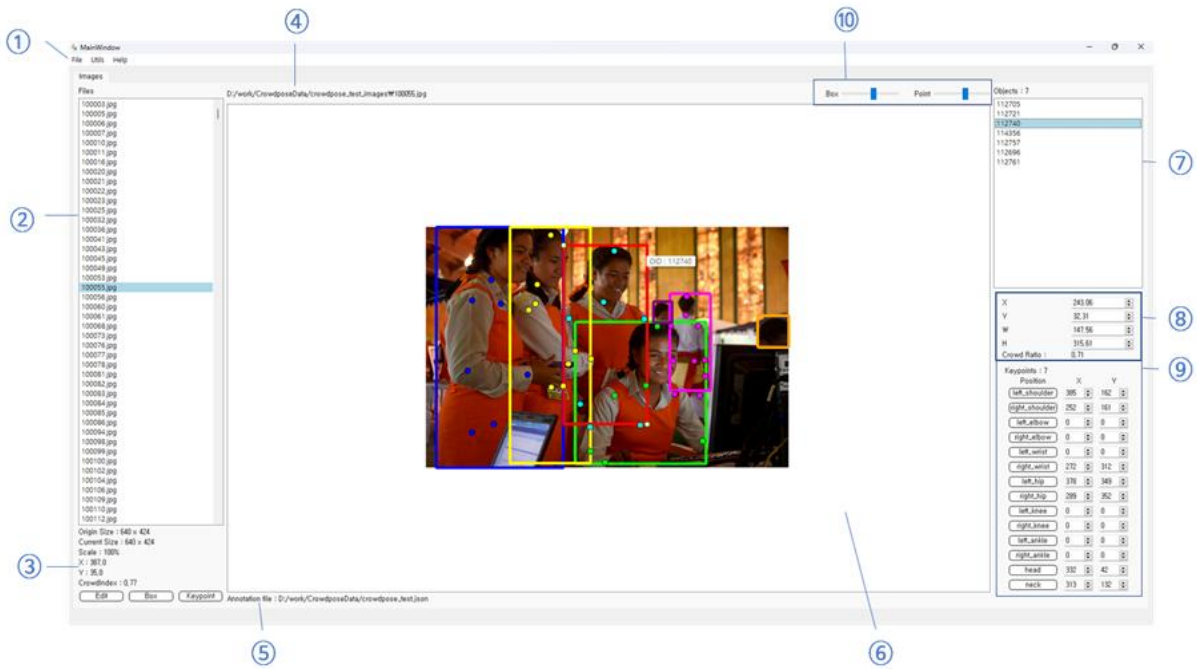 ④
⑩
①
MainWindow
File Utils Help
Images
Files
D:/work/CrowdposeData/crowdpose_test_images₩100055.jpg
Box
Point
Objects : 7
100003.jpg
100005.jpg
100006.jpg
100007.jpg
100010.jpg
100011.jpg
100016.jpg
100020.jpg
100021.jpg
100022.jpg
100023.jpg
100025.jpg
100032.jpg
100036.jpg
100041.jpg
100043.jpg
100045.jpg
100049.jpg
100053.jpg
100055.jpg
100056.jpg
100060.jpg
100061.jpg
100068.jpg
100073.jpg
100076.jpg
100077.jpg
100078.jpg
100081.jpg
100082.jpg
100083.jpg
100084.jpg
100085.jpg
100086.jpg
100094.jpg
100098.jpg
100099.jpg
100100.jpg
100102.jpg
100104.jpg
100106.jpg
100109.jpg
100110.jpg
100112.jpg
②
112705
112721
112740
114356
112757
112696
112761
⑦
OID : 112740
X 243.06
Y 32.31
W 147.56
H 315.61
Crowd Ratio : 0.71
⑧
⑨
Keypoints : 7
Position X Y
left_shoulder 385 162
right_shoulder 252 161
left_elbow 0 0
right_elbow 0 0
left_wrist 0 0
right_wrist 272 312
left_hip 378 349
right_hip 289 352
left_knee 0 0
right_knee 0 0
left_ankle 0 0
right_ankle 0 0
head 332 42
neck 313 132
Origin Size : 640 x 424
Current Size : 640 x 424
Scale : 100%
X : 387.0
Y : 35.0
CrowdIndex : 0.77
③
Edit Box Keypoint
Annotation file : D:/work/CrowdposeData/crowdpose_test.json
⑤
⑥